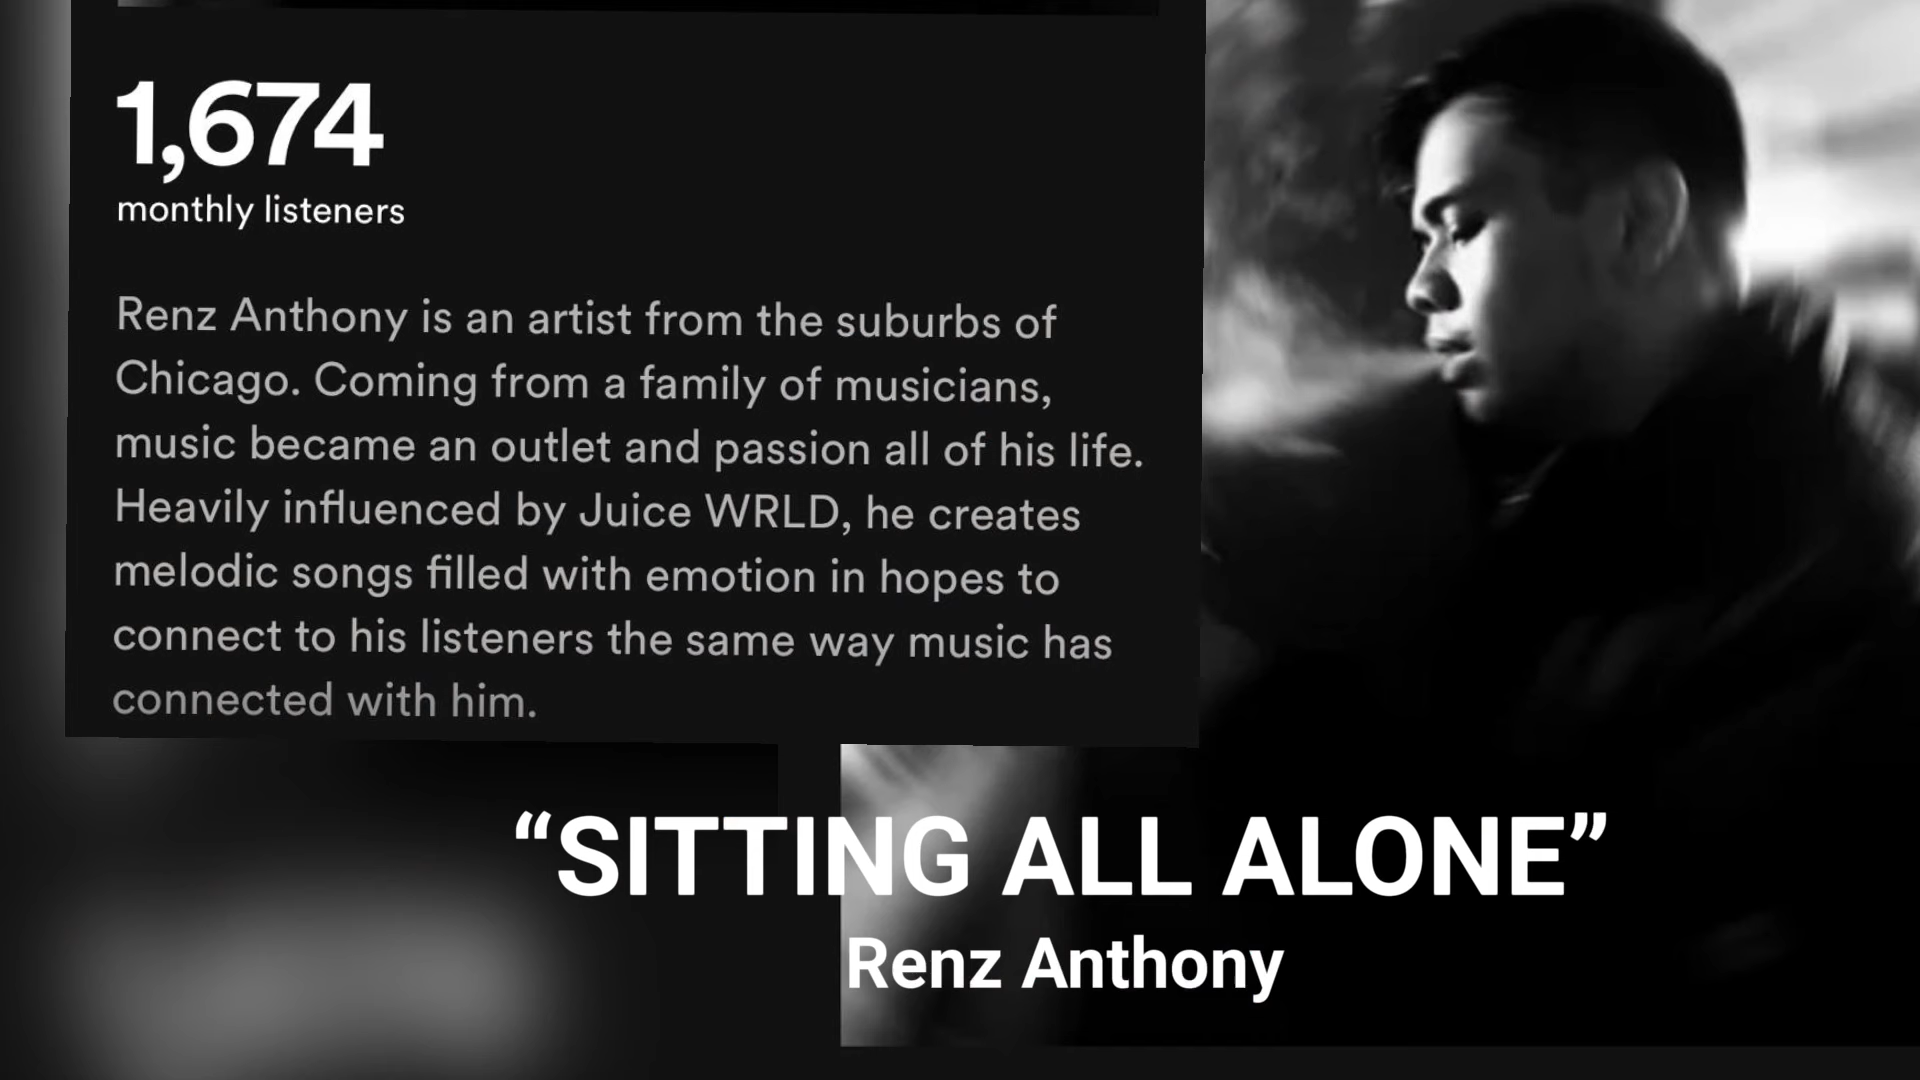 1,674
monthly listeners
Renz Anthony is an artist from the suburbs of
Chicago. Coming from a family of musicians,
music became an outlet and passion all of his life.
Heavily influenced by Juice WRLD, he creates
melodic songs filled with emotion in hopes to
connect to his listeners the same way music has
connected with him.
“SITTING ALL ALONE”
Renz Anthony